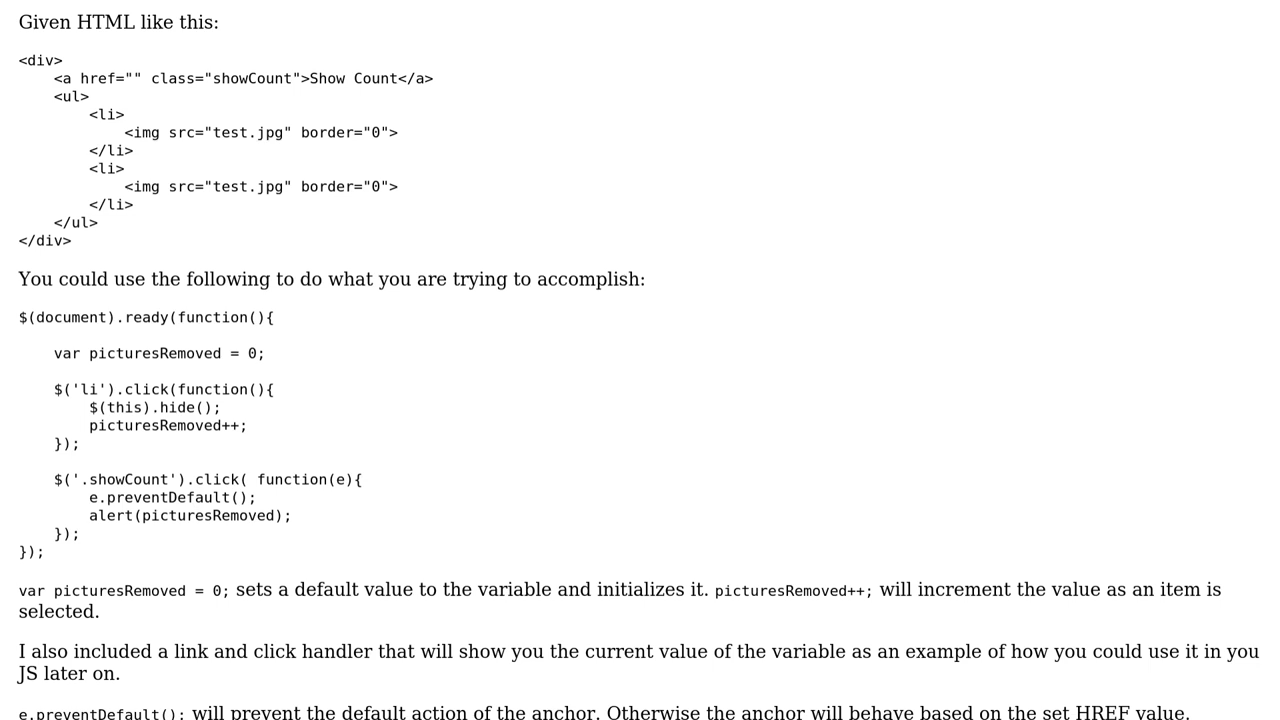 Given HTML like this:
<div>
    <a href="" class="showCount">Show Count</a>
    <ul>
        <li>
            <img src="test.jpg" border="0">
        </li>
        <li>
            <img src="test.jpg" border="0">
        </li>
    </ul>
</div>
You could use the following to do what you are trying to accomplish:
$(document).ready(function(){
    var picturesRemoved = 0;
    $('li').click(function(){
        $(this).hide();
        picturesRemoved++;
    });
    $('.showCount').click( function(e){
        e.preventDefault();
        alert(picturesRemoved);
    });
});
var picturesRemoved = 0; sets a default value to the variable and initializes it. picturesRemoved++; will increment the value as an item is
selected.
I also included a link and click handler that will show you the current value of the variable as an example of how you could use it in you
JS later on.
e.preventDefault(); will prevent the default action of the anchor. Otherwise the anchor will behave based on the set HREF value.